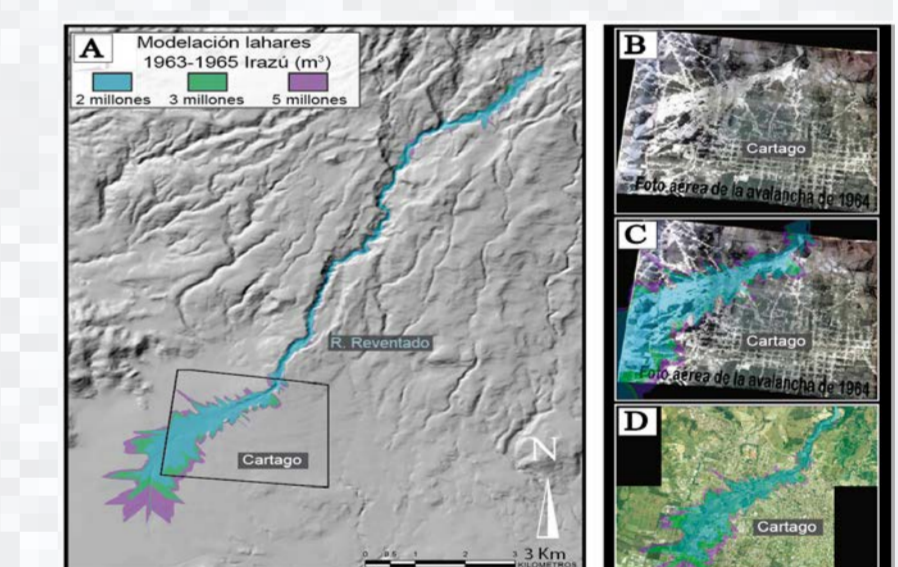 A
Modelación lahares
1963-1965 Irazú (m³)
2 millones 3 millones 5 millones
R. Reventado
Cartago
N
0 0.5 1 2 3 Km
KILOMETROS
B
Cartago
Foto aérea de la avalancha de 1964
C
Cartago
Foto aérea de la avalancha de 1964
D
Cartago